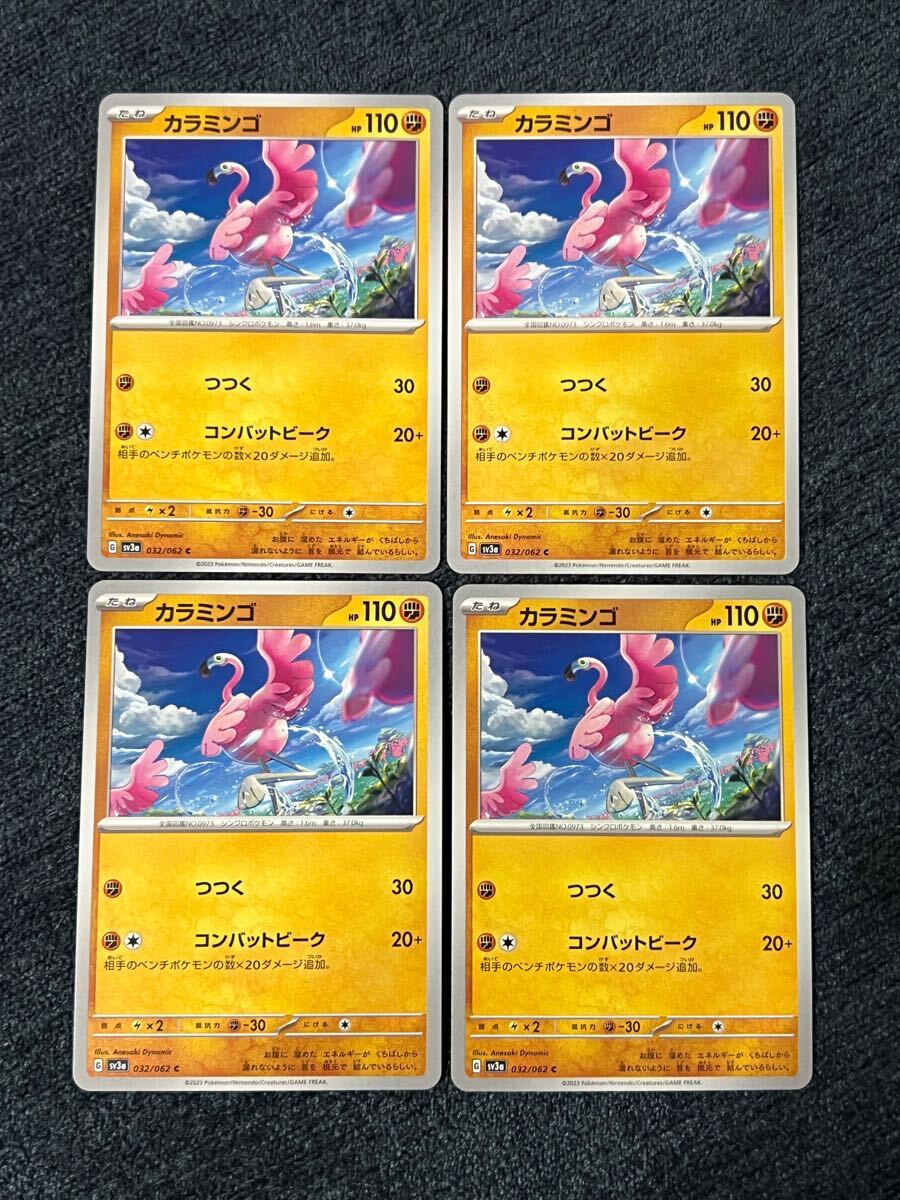 たね カラミンゴ HP 110
全国図鑑NO.0973 シンクロポケモン 高さ:1.6m 重さ:37.0kg
つつく 30
コンバットビーク 20+
相手のベンチポケモンの数×20ダメージ追加。
弱点 ×2 抵抗力 -30 にげる
Illus. Anesaki Dynamic
お腹に 溜めた エネルギーが くちばしから
漏れないように 首を 根元で 結んでいるらしい。
G sv3a 032/062 C
©2023 Pokémon/Nintendo/Creatures/GAME FREAK.
たね カラミンゴ HP 110
全国図鑑NO.0973 シンクロポケモン 高さ:1.6m 重さ:37.0kg
つつく 30
コンバットビーク 20+
相手のベンチポケモンの数×20ダメージ追加。
弱点 ×2 抵抗力 -30 にげる
Illus. Anesaki Dynamic
お腹に 溜めた エネルギーが くちばしから
漏れないように 首を 根元で 結んでいるらしい。
G sv3a 032/062 C
©2023 Pokémon/Nintendo/Creatures/GAME FREAK.
たね カラミンゴ HP 110
全国図鑑NO.0973 シンクロポケモン 高さ:1.6m 重さ:37.0kg
つつく 30
コンバットビーク 20+
相手のベンチポケモンの数×20ダメージ追加。
弱点 ×2 抵抗力 -30 にげる
Illus. Anesaki Dynamic
お腹に 溜めた エネルギーが くちばしから
漏れないように 首を 根元で 結んでいるらしい。
G sv3a 032/062 C
©2023 Pokémon/Nintendo/Creatures/GAME FREAK.
たね カラミンゴ HP 110
全国図鑑NO.0973 シンクロポケモン 高さ:1.6m 重さ:37.0kg
つつく 30
コンバットビーク 20+
相手のベンチポケモンの数×20ダメージ追加。
弱点 ×2 抵抗力 -30 にげる
Illus. Anesaki Dynamic
お腹に 溜めた エネルギーが くちばしから
漏れないように 首を 根元で 結んでいるらしい。
G sv3a 032/062 C
©2023 Pokémon/Nintendo/Creatures/GAME FREAK.